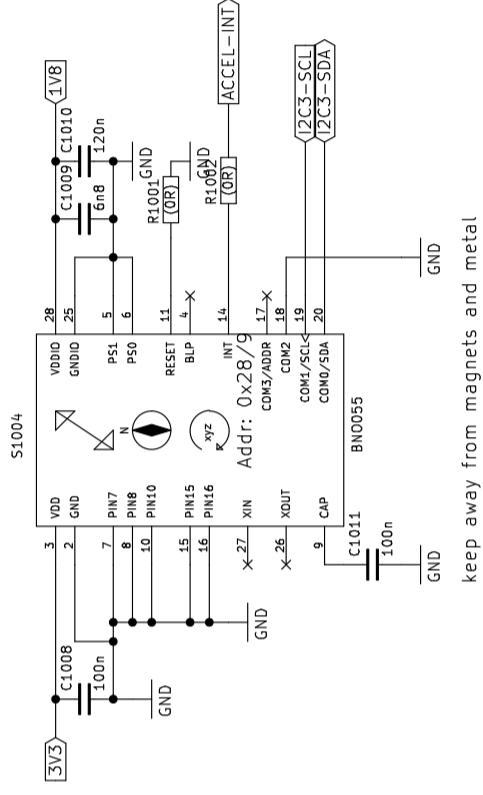 S1004
3V3
C1008
100n
GND
GND
3
2
7
8
10
15
16
27
26
9
VDD
GND
PIN7
PIN8
PIN10
PIN15
PIN16
XIN
XOUT
CAP
C1011
100n
GND
N
xyz
Addr: 0x28/9
BNO055
VDDIO
GNDIO
PS1
PS0
RESET
BLP
INT
COM3/ADDR
COM2
COM1/SCL
COM0/SDA
28
25
5
6
11
4
14
17
18
19
20
C1009
6n8
C1010
120n
1V8
GND
R1001
(0R)
GND
R1002
(0R)
ACCEL-INT
GND
I2C3-SCL
I2C3-SDA
keep away from magnets and metal